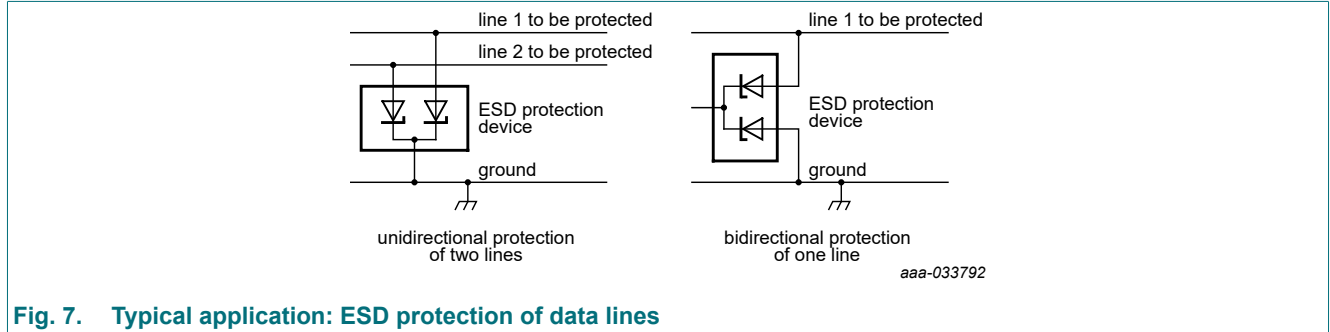 line 1 to be protected
line 2 to be protected
ESD protection
device
ground
unidirectional protection
of two lines
line 1 to be protected
ESD protection
device
ground
bidirectional protection
of one line
aaa-033792
Fig. 7. Typical application: ESD protection of data lines